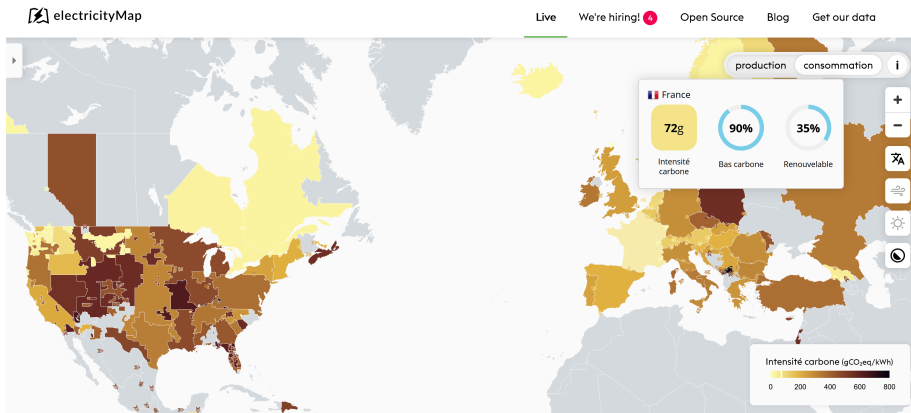 electricityMap
Live
We're hiring! 4
Open Source
Blog
Get our data
production
consommation
i
France
72g
90%
35%
Intensité carbone
Bas carbone
Renouvelable
Intensité carbone (gCO₂eq/kWh)
0 200 400 600 800